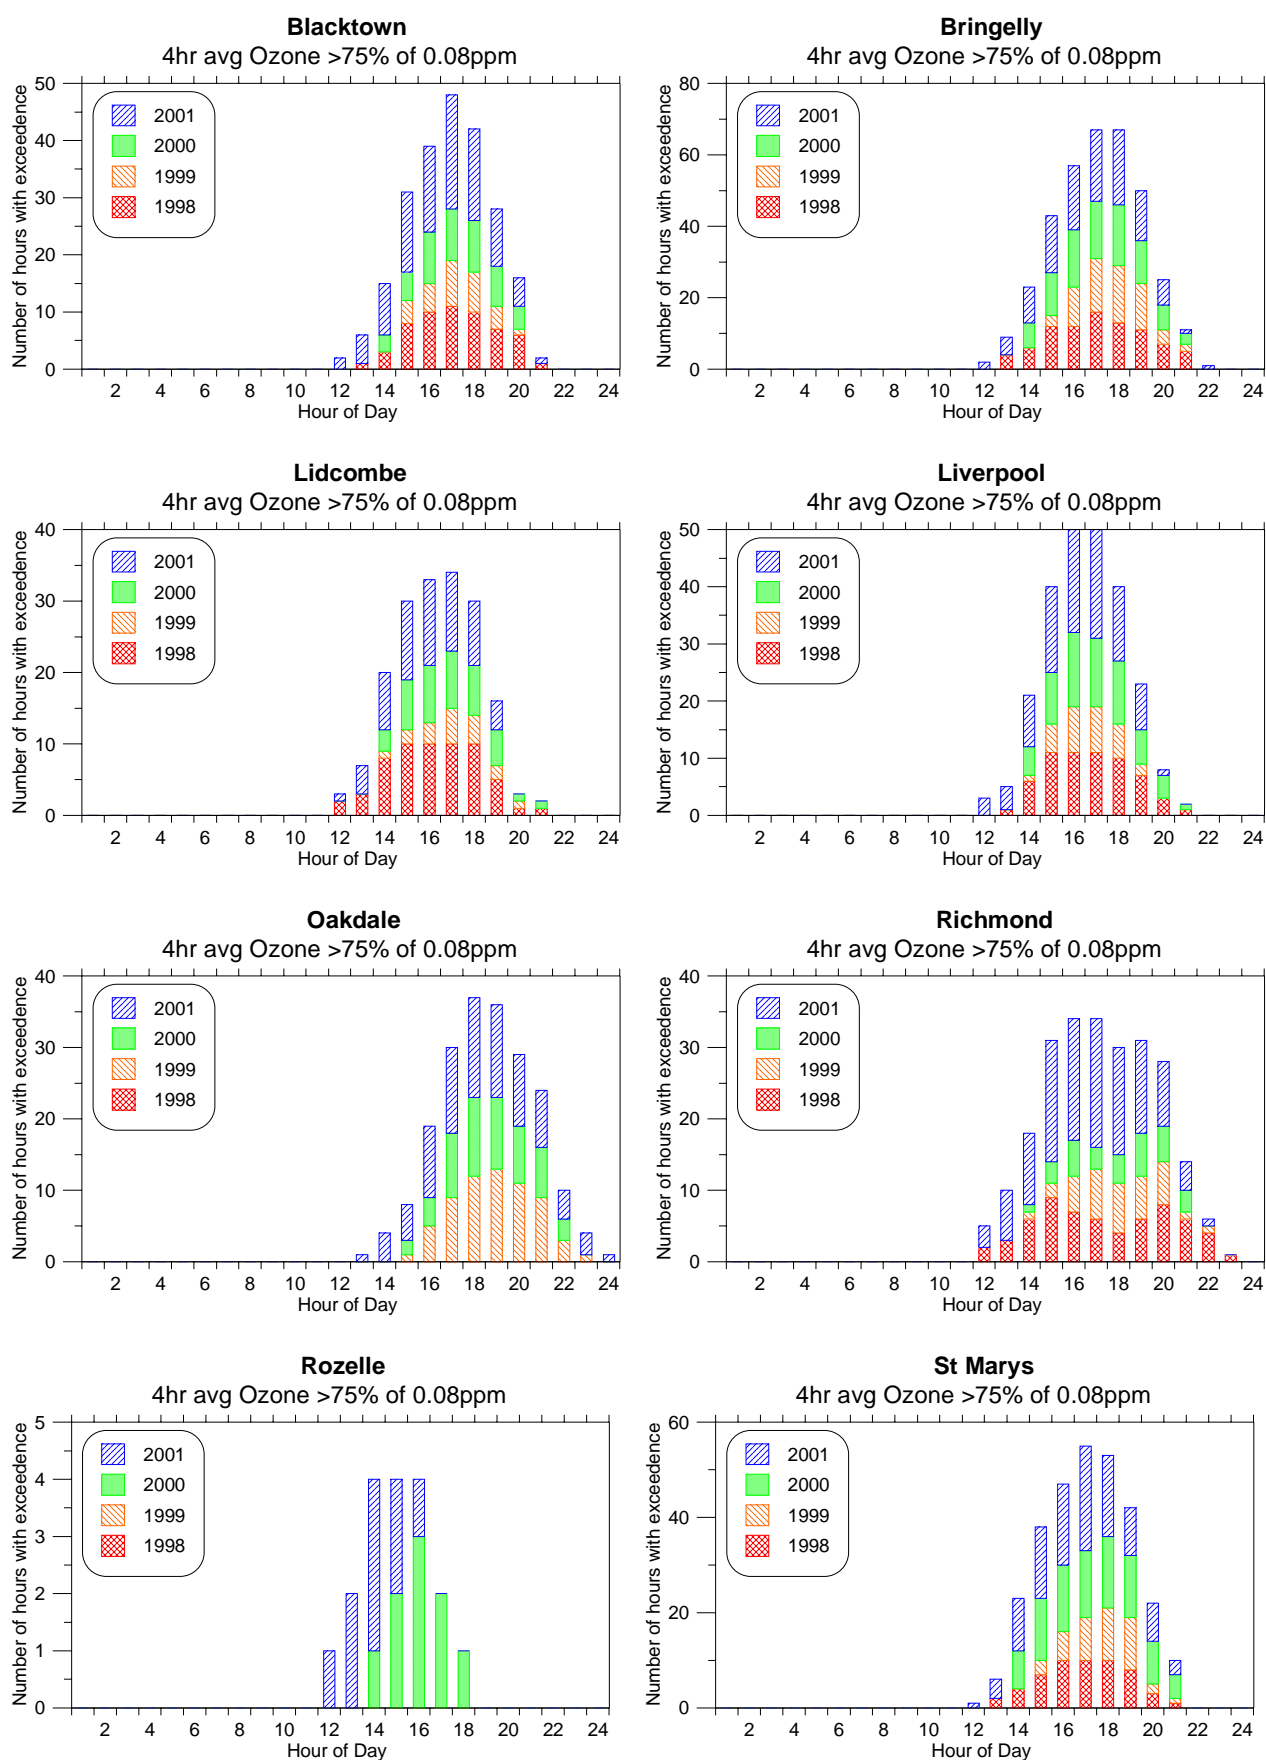 Blacktown
4hr avg Ozone >75% of 0.08ppm
Number of hours with exceedence
50
40
30
20
10
0
2001
2000
1999
1998
2 4 6 8 10 12 14 16 18 20 22 24
Hour of Day
Bringelly
4hr avg Ozone >75% of 0.08ppm
Number of hours with exceedence
80
60
40
20
0
2001
2000
1999
1998
2 4 6 8 10 12 14 16 18 20 22 24
Hour of Day
Lidcombe
4hr avg Ozone >75% of 0.08ppm
Number of hours with exceedence
40
30
20
10
0
2001
2000
1999
1998
2 4 6 8 10 12 14 16 18 20 22 24
Hour of Day
Liverpool
4hr avg Ozone >75% of 0.08ppm
Number of hours with exceedence
50
40
30
20
10
0
2001
2000
1999
1998
2 4 6 8 10 12 14 16 18 20 22 24
Hour of Day
Oakdale
4hr avg Ozone >75% of 0.08ppm
Number of hours with exceedence
40
30
20
10
0
2001
2000
1999
1998
2 4 6 8 10 12 14 16 18 20 22 24
Hour of Day
Richmond
4hr avg Ozone >75% of 0.08ppm
Number of hours with exceedence
40
30
20
10
0
2001
2000
1999
1998
2 4 6 8 10 12 14 16 18 20 22 24
Hour of Day
Rozelle
4hr avg Ozone >75% of 0.08ppm
Number of hours with exceedence
5
4
3
2
1
0
2001
2000
1999
1998
2 4 6 8 10 12 14 16 18 20 22 24
Hour of Day
St Marys
4hr avg Ozone >75% of 0.08ppm
Number of hours with exceedence
60
40
20
0
2001
2000
1999
1998
2 4 6 8 10 12 14 16 18 20 22 24
Hour of Day